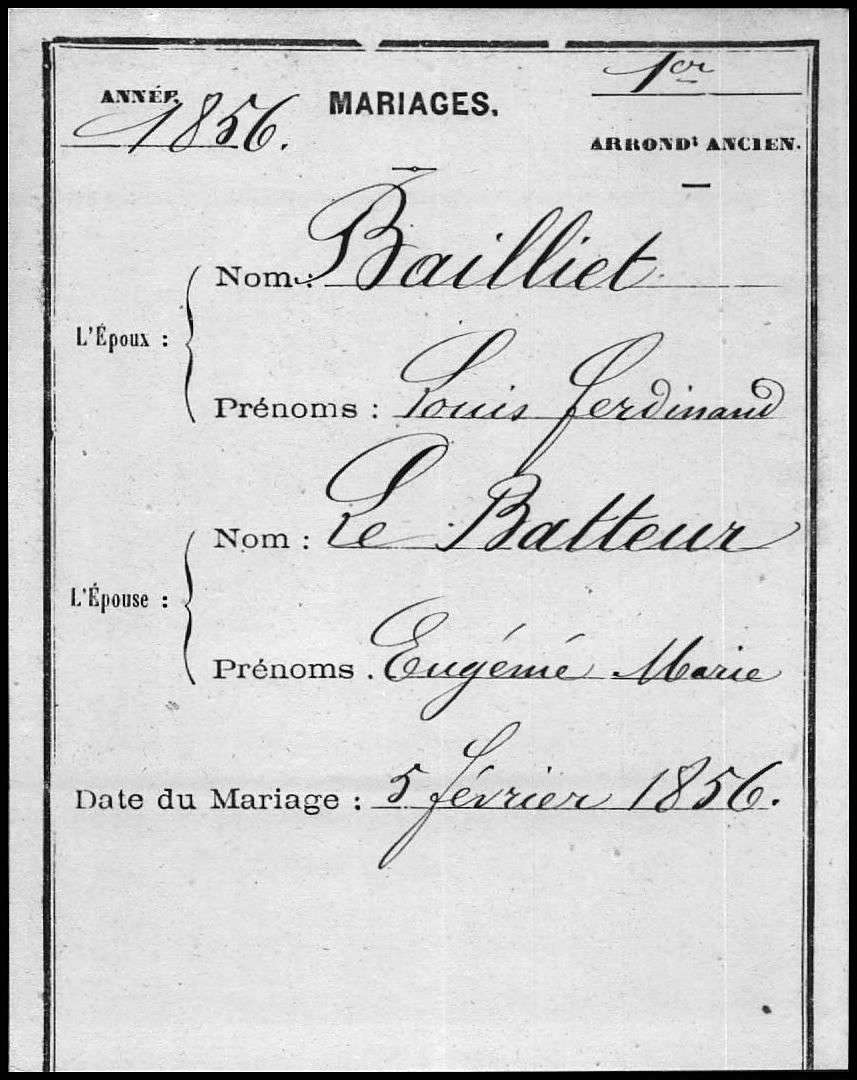 ANNÉE. MARIAGES. 1er
1856.
ARRONDt ANCIEN.
Nom : Bailliet
L'Époux :
Prénoms : Louis Ferdinand
Nom : Le Batteur
L'Épouse :
Prénoms . Eugénie Marie
Date du Mariage : 5 février 1856.